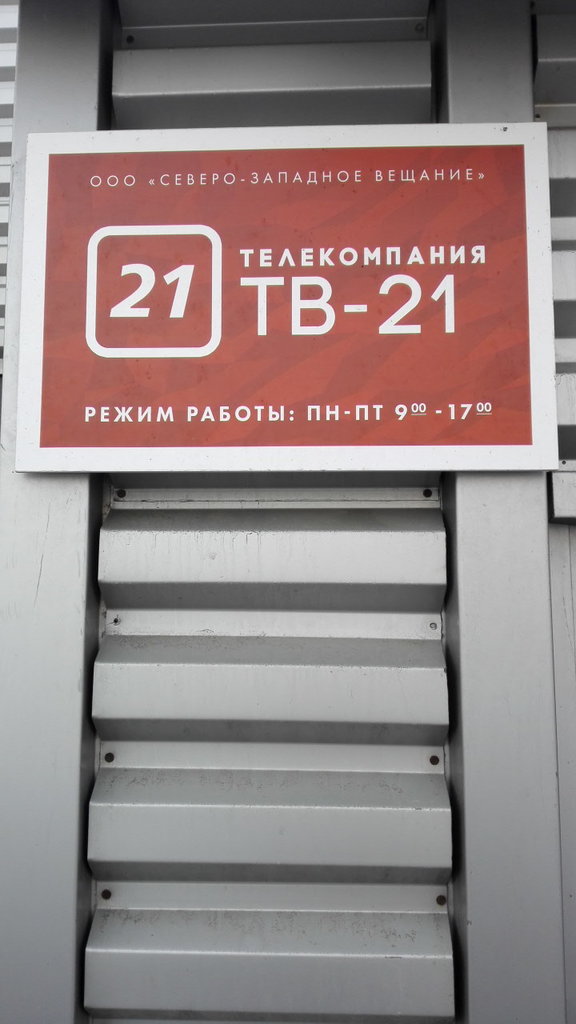 ООО «СЕВЕРО-ЗАПАДНОЕ ВЕЩАНИЕ»
21
ТЕЛЕКОМПАНИЯ
ТВ-21
РЕЖИМ РАБОТЫ: ПН-ПТ 9⁰⁰ -17⁰⁰